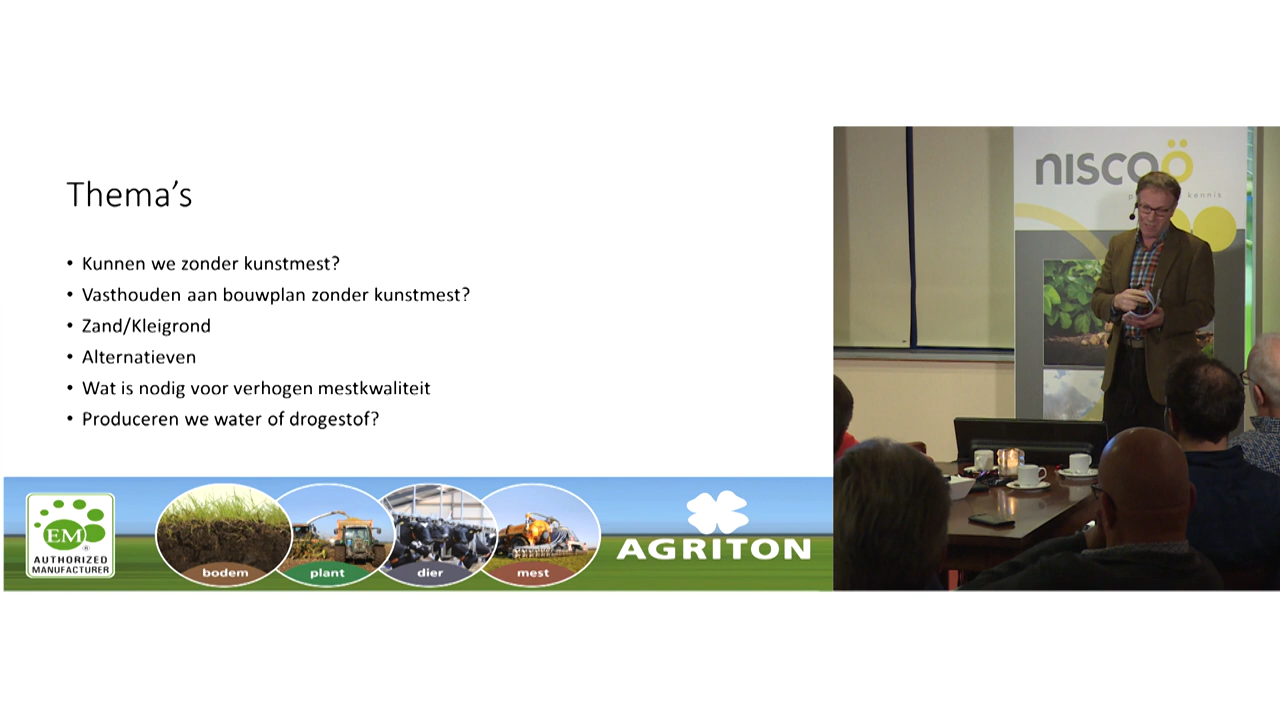 Thema's
• Kunnen we zonder kunstmest?
• Vasthouden aan bouwplan zonder kunstmest?
• Zand/Kleigrond
• Alternatieven
• Wat is nodig voor verhogen mestkwaliteit
• Produceren we water of drogestof?
EM®
AUTHORIZED
MANUFACTURER
bodem
plant
dier
mest
AGRITON
niscoö
kennis